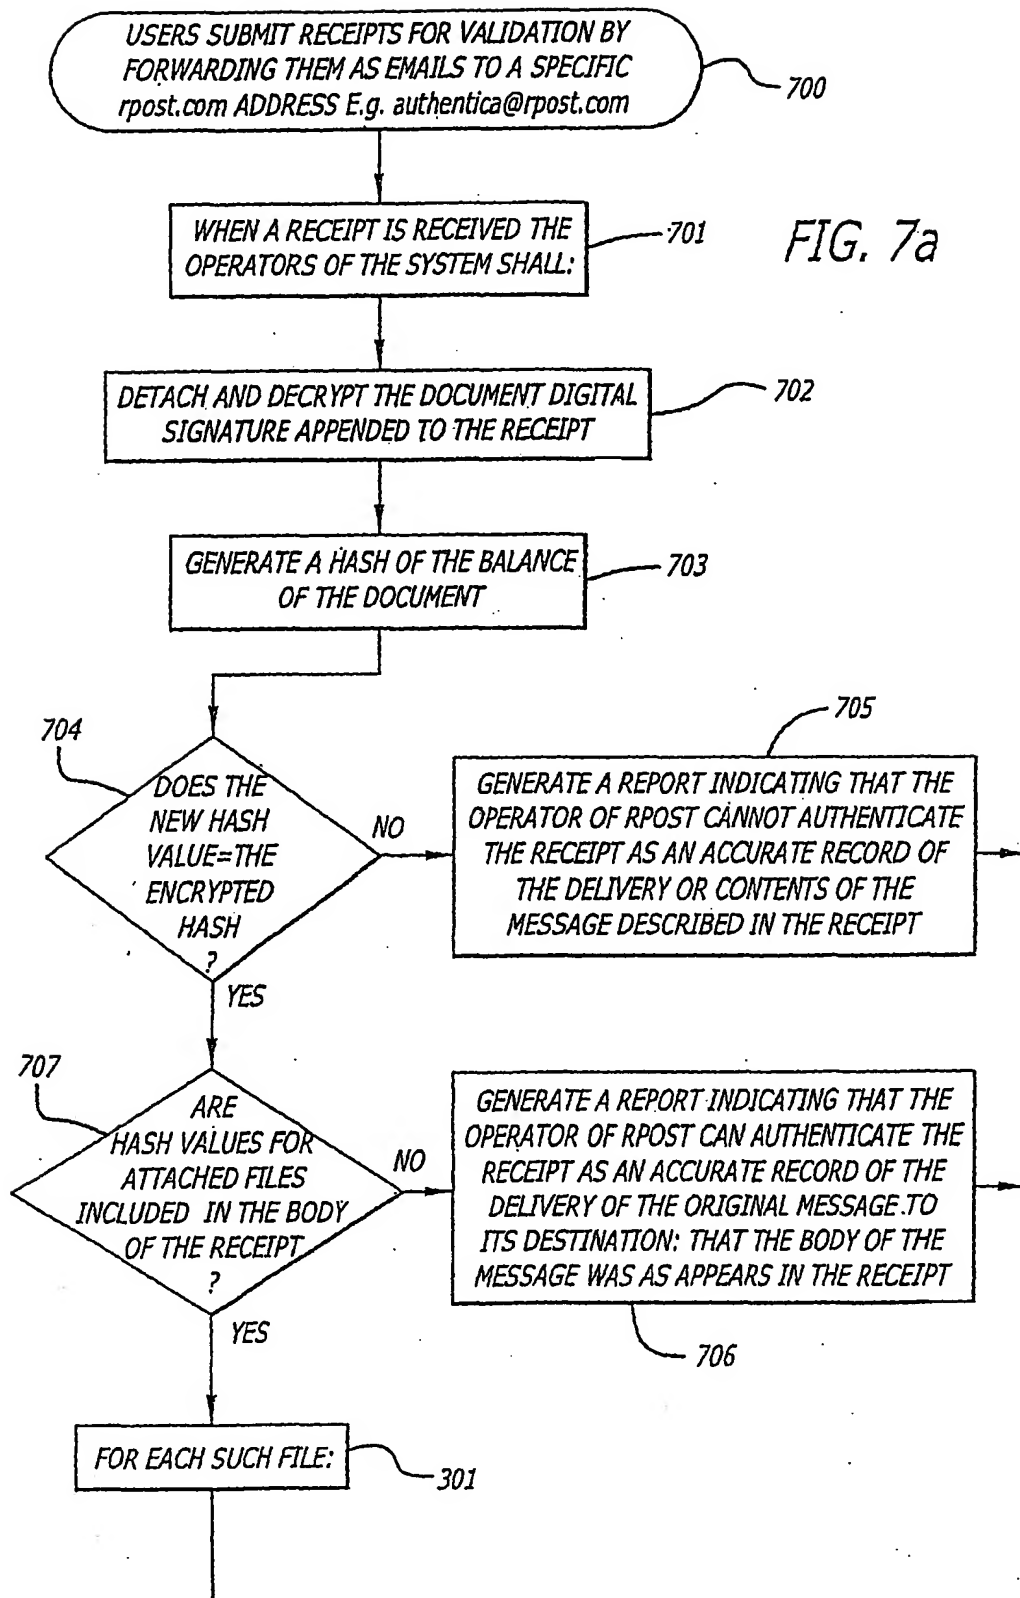 USERS SUBMIT RECEIPTS FOR VALIDATION BY
FORWARDING THEM AS EMAILS TO A SPECIFIC
rpost.com ADDRESS E.g. authentica@rpost.com
700
WHEN A RECEIPT IS RECEIVED THE
OPERATORS OF THE SYSTEM SHALL:
701
FIG. 7a
DETACH AND DECRYPT THE DOCUMENT DIGITAL
SIGNATURE APPENDED TO THE RECEIPT
702
GENERATE A HASH OF THE BALANCE
OF THE DOCUMENT
703
704
DOES THE
NEW HASH
VALUE=THE
ENCRYPTED
HASH
?
NO
YES
705
GENERATE A REPORT INDICATING THAT THE
OPERATOR OF RPOST CANNOT AUTHENTICATE
THE RECEIPT AS AN ACCURATE RECORD OF
THE DELIVERY OR CONTENTS OF THE
MESSAGE DESCRIBED IN THE RECEIPT
707
ARE
HASH VALUES FOR
ATTACHED FILES
INCLUDED IN THE BODY
OF THE RECEIPT
?
NO
YES
GENERATE A REPORT INDICATING THAT THE
OPERATOR OF RPOST CAN AUTHENTICATE THE
RECEIPT AS AN ACCURATE RECORD OF THE
DELIVERY OF THE ORIGINAL MESSAGE TO
ITS DESTINATION: THAT THE BODY OF THE
MESSAGE WAS AS APPEARS IN THE RECEIPT
706
FOR EACH SUCH FILE:
301